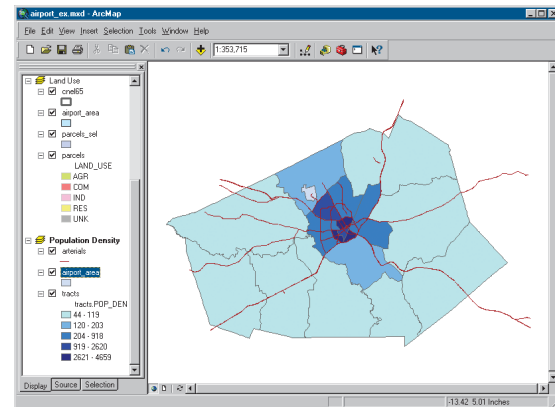 airport_ex.mxd - ArcMap
File Edit View Insert Selection Tools Window Help
1:353,715
Land Use
cnel65
airport_area
parcels_sel
parcels
LAND_USE
AGR
COM
IND
RES
UNK
Population Density
arterials
airport_area
tracts
tracts.POP_DEN
44 - 119
120 - 203
204 - 918
919 - 2620
2621 - 4659
Display Source Selection
-13.42 5.01 Inches